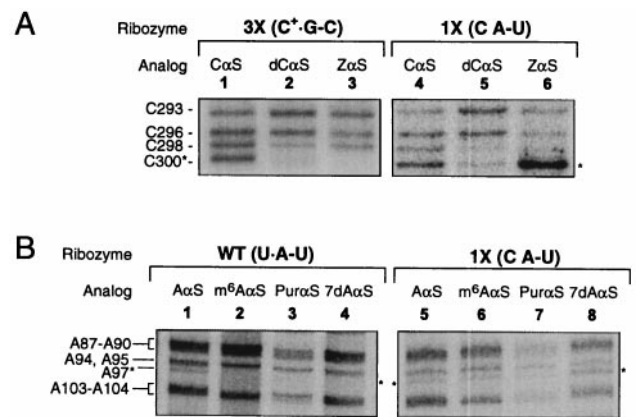 A
Ribozyme 3X (C⁺·G-C) 1X (C A-U)
Analog CαS dCαS ZαS CαS dCαS ZαS
1 2 3 4 5 6
C293 -
C296 -
C298 -
C300* - *
B
Ribozyme WT (U·A-U) 1X (C A-U)
Analog AαS m⁶AαS PurαS 7dAαS AαS m⁶AαS PurαS 7dAαS
1 2 3 4 5 6 7 8
A87-A90
A94, A95
A97* *
A103-A104 * *